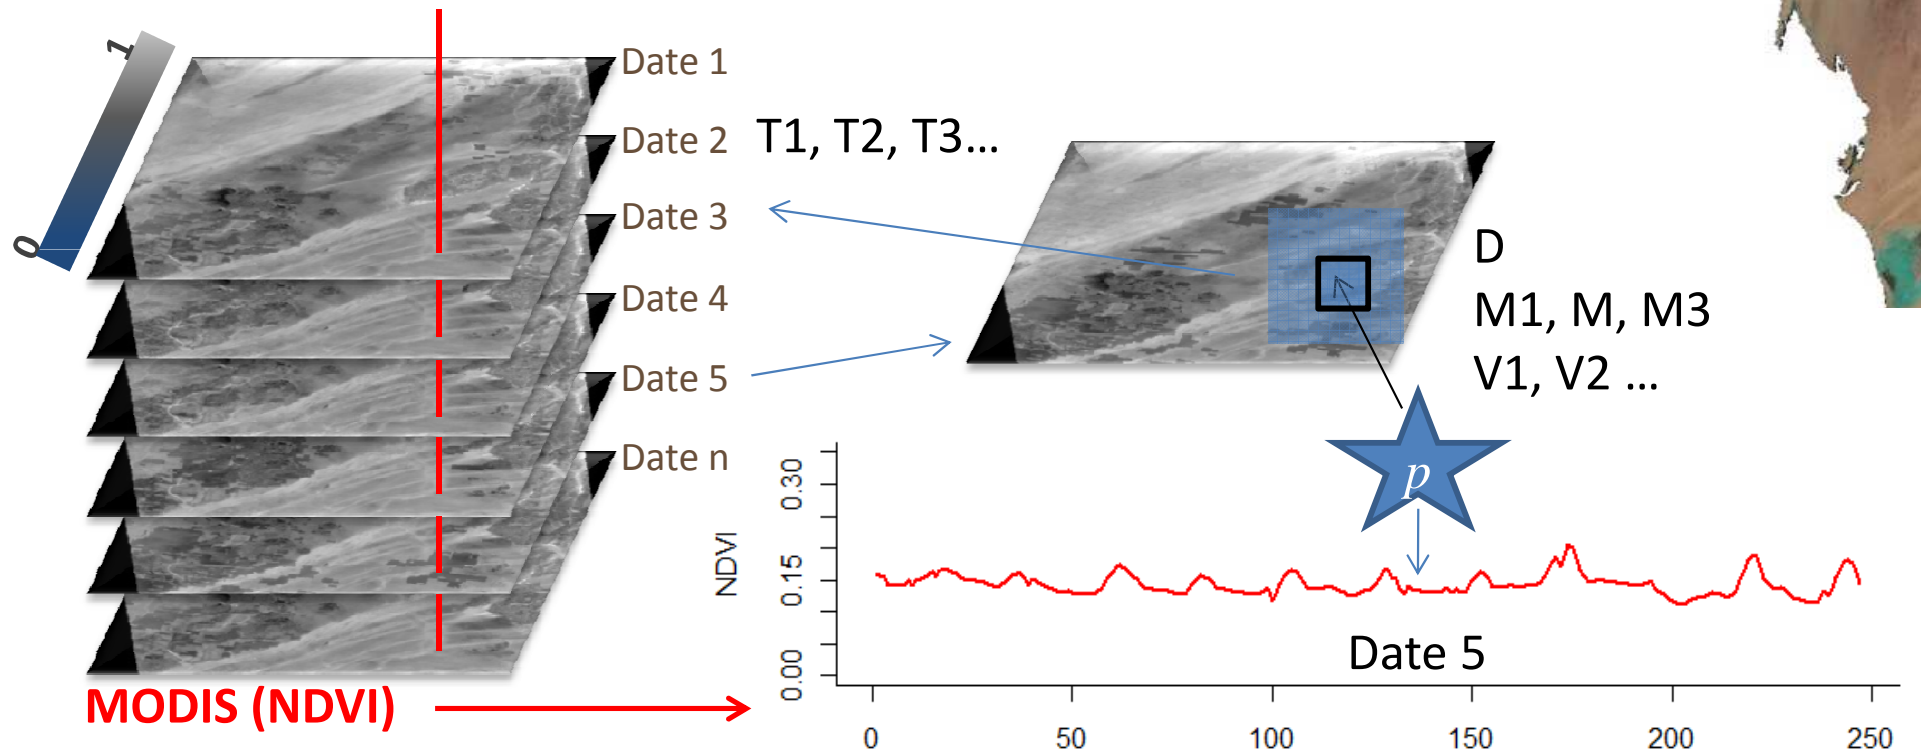 1
0
Date 1
Date 2
Date 3
Date 4
Date 5
Date n
T1, T2, T3...
D
M1, M, M3
V1, V2 ...
p
NDVI
0.30
0.15
0.00
Date 5
0 50 100 150 200 250
MODIS (NDVI)